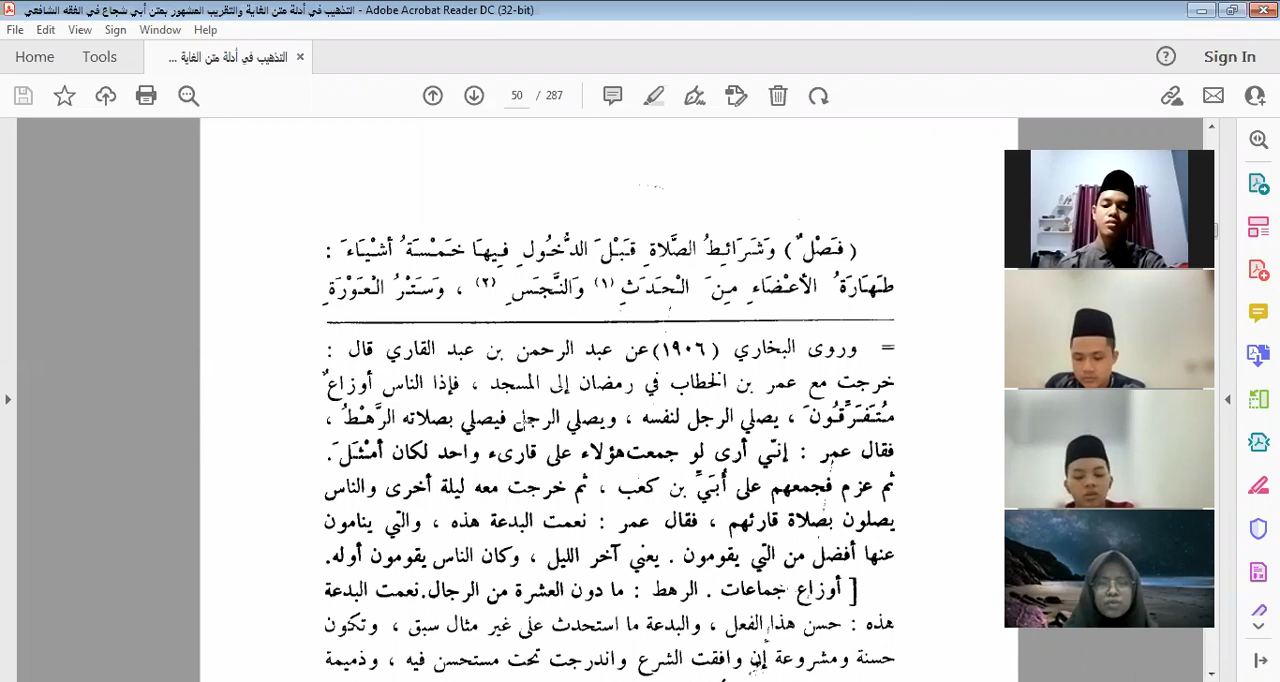 التذهيب في أدلة متن الغاية والتقريب المشهور بمتن أبي شجاع في الفقه الشافعي - Adobe Acrobat Reader DC (32-bit)
File Edit View Sign Window Help
Home Tools التذهيب في أدلة متن الغاية ... × Sign In
50 / 287
( فَصْلٌ ) وَشَرَائِطُ الصَّلَاةِ قَبْلَ الدُّخُولِ فِيهَا خَمْسَةُ أشْيَاءَ :
طَهَارَةُ الأعْضَاءِ مِنَ الْحَدَثِ (١) وَالنَّجَسِ (٢) ، وَسَتْرُ الْعَوْرَةِ
= وروى البخاري (١٩٠٦) عن عبد الرحمن بن عبد القاري قال :
خرجت مع عمر بن الخطاب في رمضان إلى المسجد ، فإذا الناس أوزاعٌ
مُتَفَرِّقُونَ ، يصلي الرجل لنفسه ، ويصلي الرجل فيصلي بصلاته الرَّهْطُ ،
فقال عمر : إنّي أرى لو جمعت هؤلاء على قارىء واحد لكان أمْثَلَ .
ثم عزم فجمعهم على أُبَيِّ بن كعب ، ثم خرجت معه ليلة أخرى والناس
يصلون بصلاة قارئهم ، فقال عمر : نعمت البدعة هذه ، والتي ينامون
عنها أفضل من التي يقومون . يعني آخر الليل ، وكان الناس يقومون أوله.
[ أوزاع جماعات . الرهط : ما دون العشرة من الرجال. نعمت البدعة
هذه : حسن هذا الفعل ، والبدعة ما استحدث على غير مثال سبق ، وتكون
حسنة ومشروعة إن وافقت الشرع واندرجت تحت مستحسن فيه ، وذميمة